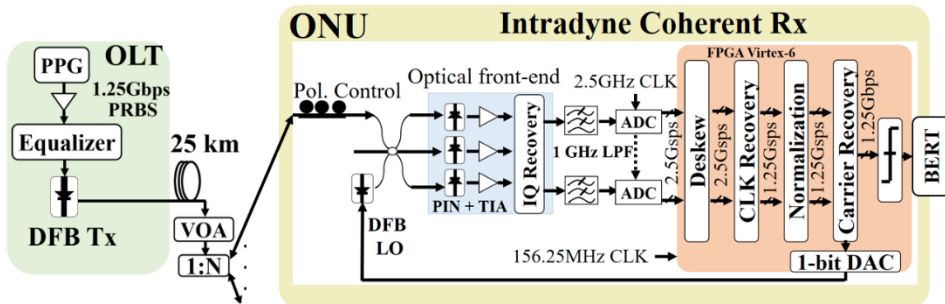 OLT
PPG
1.25Gbps
PRBS
Equalizer
DFB Tx
25 km
VOA
1:N
ONU
Intradyne Coherent Rx
Pol. Control
Optical front-end
PIN + TIA
IQ Recovery
DFB
LO
2.5GHz CLK
ADC
1 GHz LPF
ADC
156.25MHz CLK
FPGA Virtex-6
2.5Gsps
Deskew
2.5Gsps
CLK Recovery
1.25Gsps
Normalization
1.25Gsps
Carrier Recovery
1.25Gbps
1-bit DAC
BERT